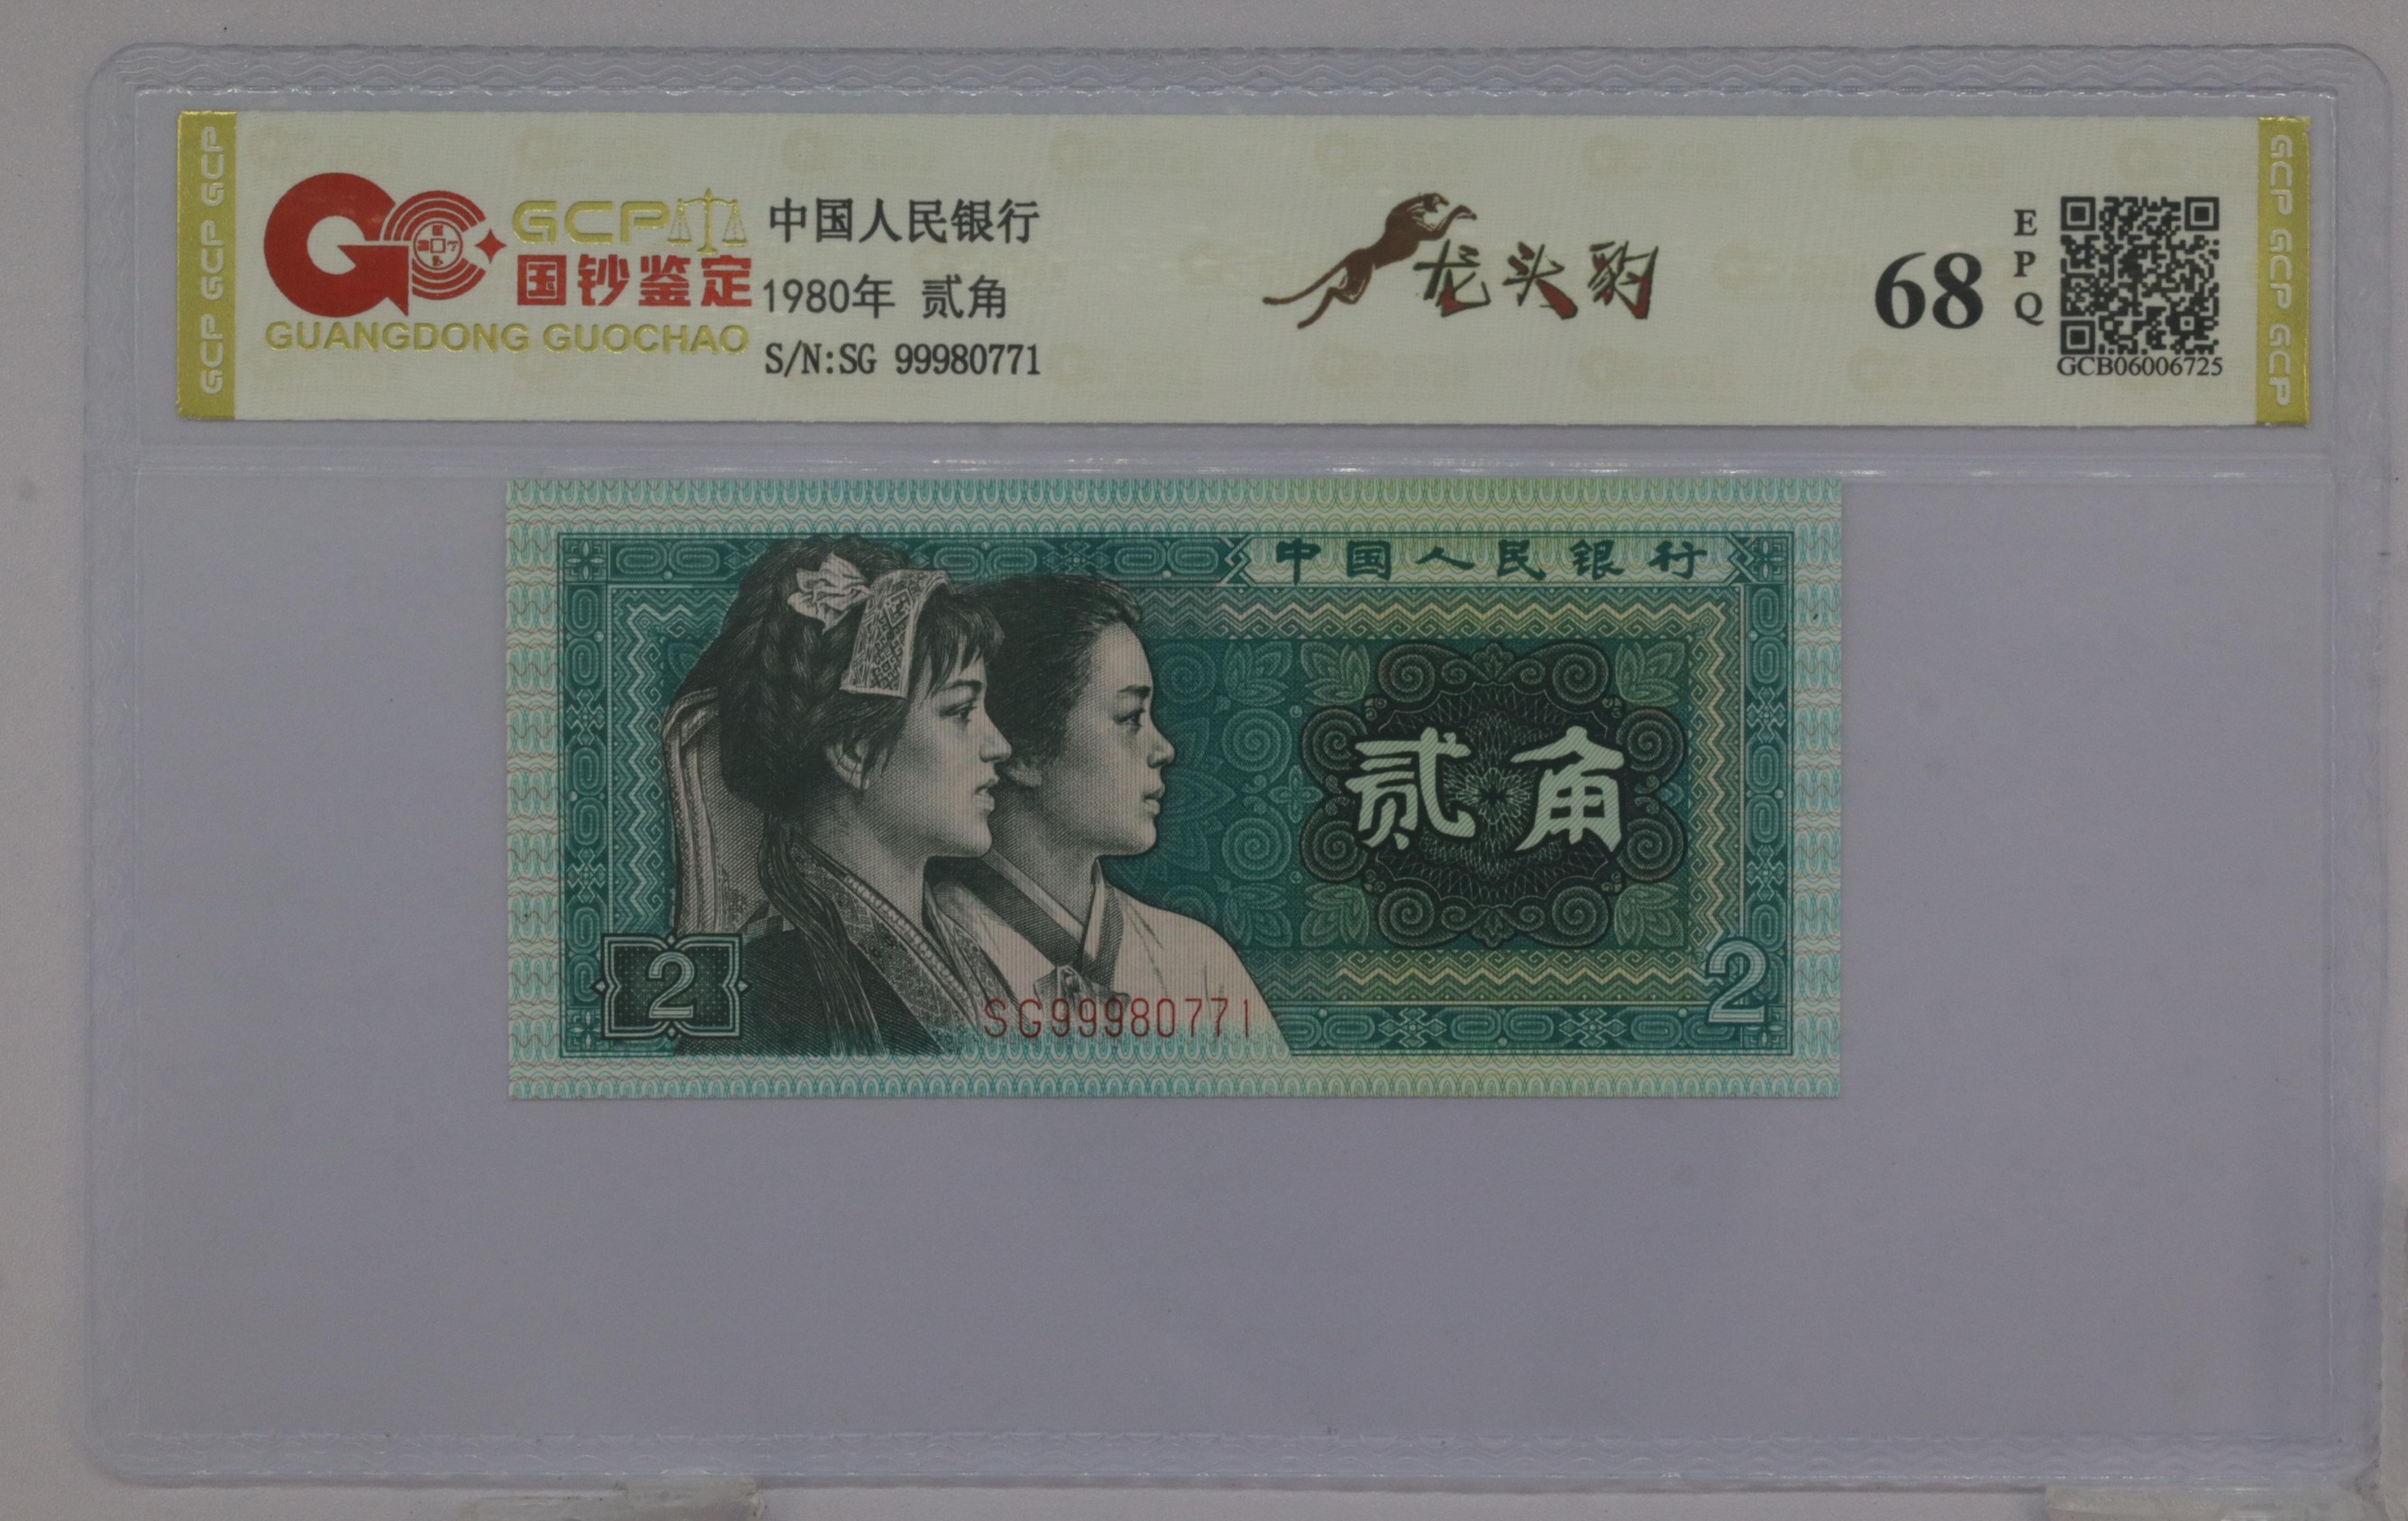 GCP GCP GCP
GCP
国钞鉴定
GUANGDONG GUOCHAO
中国人民银行
1980年 贰角
S/N:SG 99980771
龙头豹
68
EPQ
GCB06006725
GCP GCP GCP
中国人民银行
贰角
2
SG99980771
2